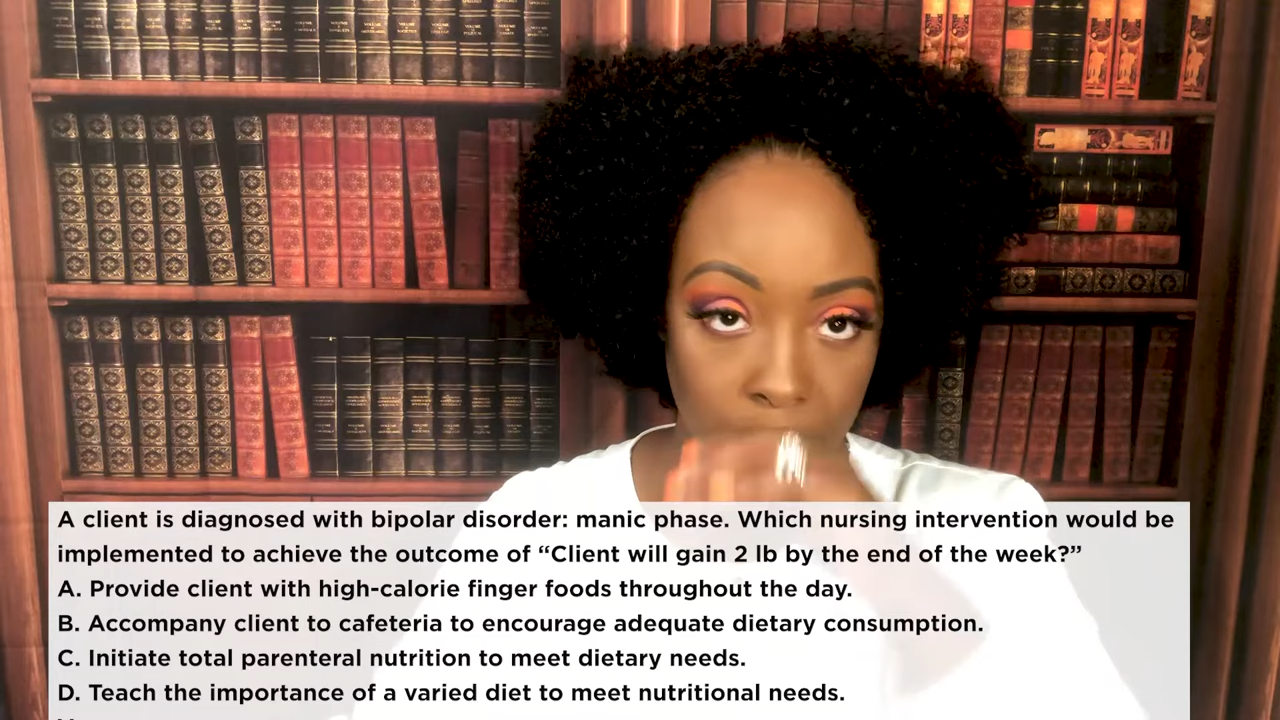 A client is diagnosed with bipolar disorder: manic phase. Which nursing intervention would be
implemented to achieve the outcome of “Client will gain 2 lb by the end of the week?”
A. Provide client with high-calorie finger foods throughout the day.
B. Accompany client to cafeteria to encourage adequate dietary consumption.
C. Initiate total parenteral nutrition to meet dietary needs.
D. Teach the importance of a varied diet to meet nutritional needs.